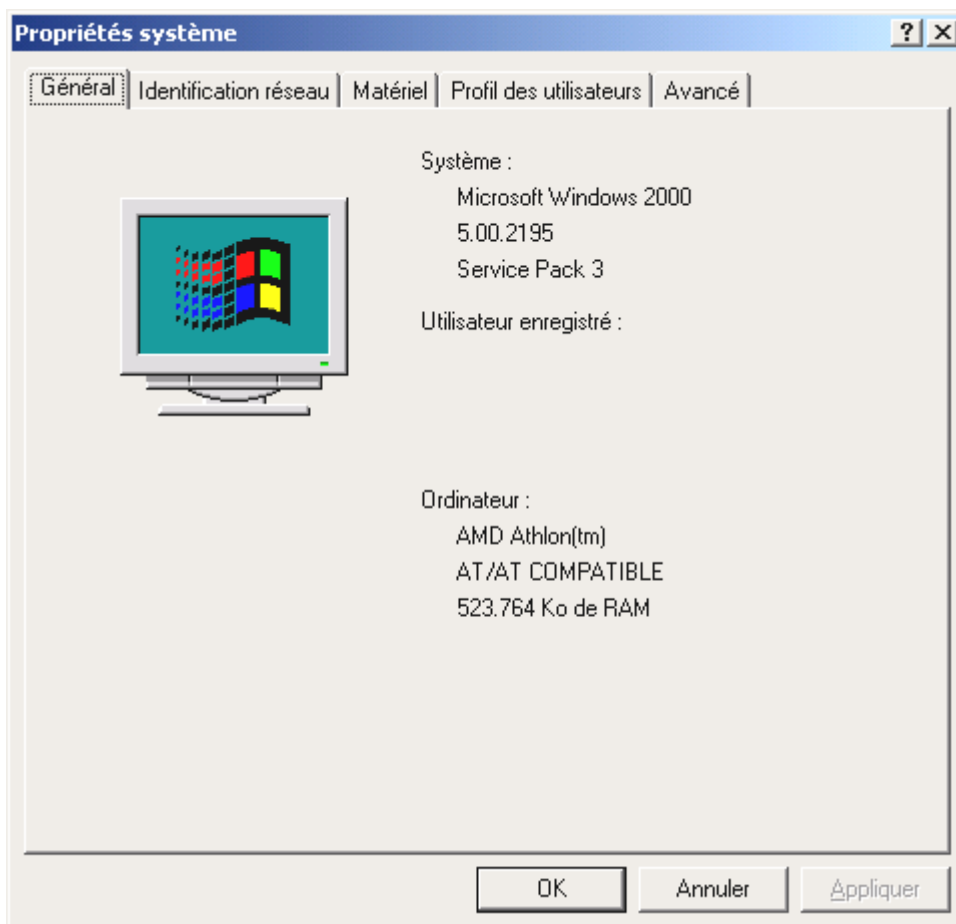 Propriétés système
Général Identification réseau Matériel Profil des utilisateurs Avancé
Système :
Microsoft Windows 2000
5.00.2195
Service Pack 3
Utilisateur enregistré :
Ordinateur :
AMD Athlon(tm)
AT/AT COMPATIBLE
523.764 Ko de RAM
OK Annuler Appliquer